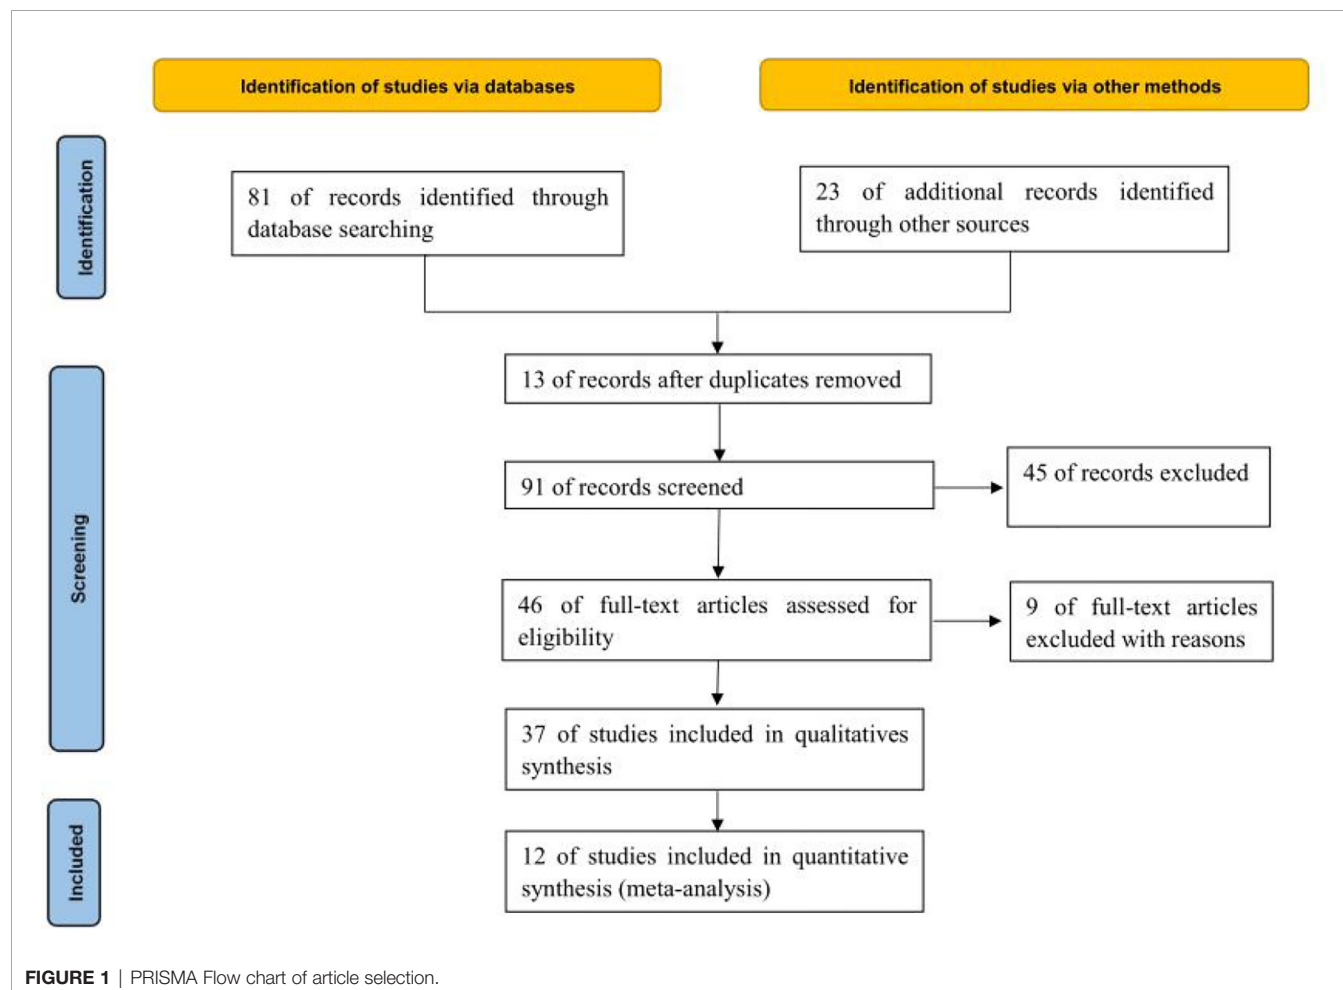 Identification of studies via databases
Identification of studies via other methods
Identification
81 of records identified through
database searching
23 of additional records identified
through other sources
Screening
13 of records after duplicates removed
91 of records screened
45 of records excluded
46 of full-text articles assessed for
eligibility
9 of full-text articles
excluded with reasons
37 of studies included in qualitatives
synthesis
Included
12 of studies included in quantitative
synthesis (meta-analysis)
FIGURE 1 | PRISMA Flow chart of article selection.